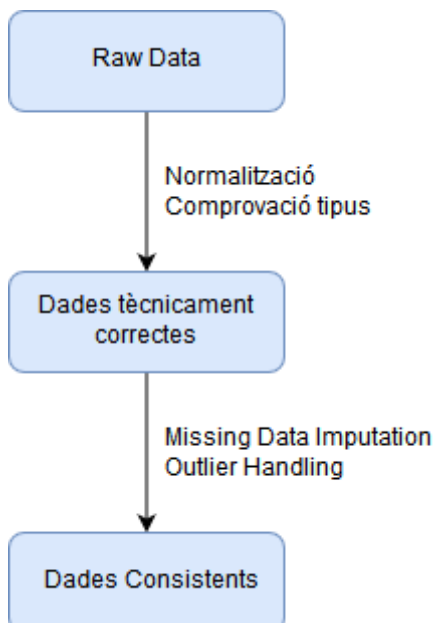 Raw Data
Normalització
Comprovació tipus
Dades tècnicament
correctes
Missing Data Imputation
Outlier Handling
Dades Consistents